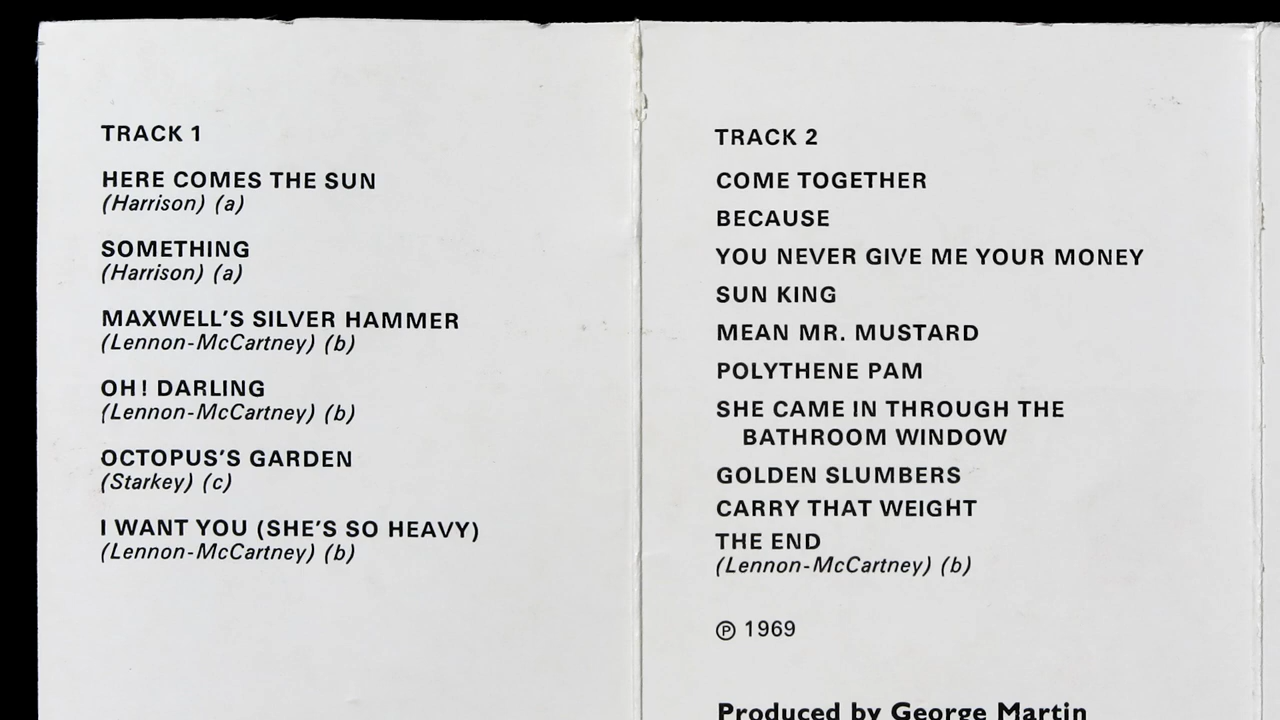 TRACK 1
HERE COMES THE SUN
(Harrison) (a)
SOMETHING
(Harrison) (a)
MAXWELL'S SILVER HAMMER
(Lennon-McCartney) (b)
OH! DARLING
(Lennon-McCartney) (b)
OCTOPUS'S GARDEN
(Starkey) (c)
I WANT YOU (SHE'S SO HEAVY)
(Lennon-McCartney) (b)
TRACK 2
COME TOGETHER
BECAUSE
YOU NEVER GIVE ME YOUR MONEY
SUN KING
MEAN MR. MUSTARD
POLYTHENE PAM
SHE CAME IN THROUGH THE
BATHROOM WINDOW
GOLDEN SLUMBERS
CARRY THAT WEIGHT
THE END
(Lennon-McCartney) (b)
℗ 1969
Produced by George Martin